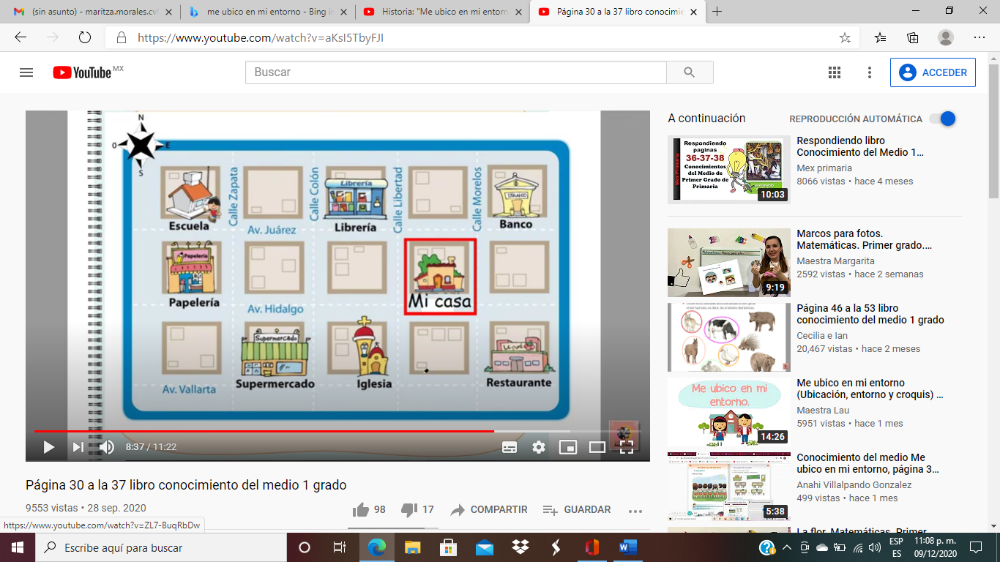 (sin asunto) - maritza.morales.cvf
me ubico en mi entorno - Bing in
Historia: "Me ubico en mi entorn
Página 30 a la 37 libro conocimie
https://www.youtube.com/watch?v=aKsI5TbyFJI
YouTube MX
Buscar
ACCEDER
N
O
E
S
Escuela
Calle Zapata
Av. Juárez
Calle Colón
Librería
Librería
Calle Libertad
Calle Morelos
BANCO
Banco
Papelería
Papelería
Av. Hidalgo
Mi casa
Av. Vallarta
Supermercado
Supermercado
Iglesia
Restaurante
8:37 / 11:22
Página 30 a la 37 libro conocimiento del medio 1 grado
9553 vistas • 28 sep. 2020
98
17
COMPARTIR
GUARDAR
https://www.youtube.com/watch?v=ZL7-BuqRbDw
A continuación
REPRODUCCIÓN AUTOMÁTICA
Respondiendo
paginas
36-37-38
Conocimientos
del Medio de
Primer Grado de
Primaria
Mex Primaria
10:03
Respondiendo libro
Conocimiento del Medio 1...
Mex primaria
8066 vistas • hace 4 meses
9:19
Marcos para fotos.
Matemáticas. Primer grado....
Maestra Margarita
2592 vistas • hace 2 semanas
Página 46 a la 53 libro
conocimiento del medio 1 grado
Cecilia e Ian
20,467 vistas • hace 2 meses
Me ubico en mi
entorno.
14:26
Me ubico en mi entorno
(Ubicación, entorno y croquis) ...
Maestra Lau
5951 vistas • hace 1 mes
5:38
Conocimiento del medio Me
ubico en mi entorno, página 3...
Anahi Villalpando Gonzalez
499 vistas • hace 1 mes
La flor. Matemáticas. Primer
Escribe aquí para buscar
ESP
ES
11:08 p. m.
09/12/2020